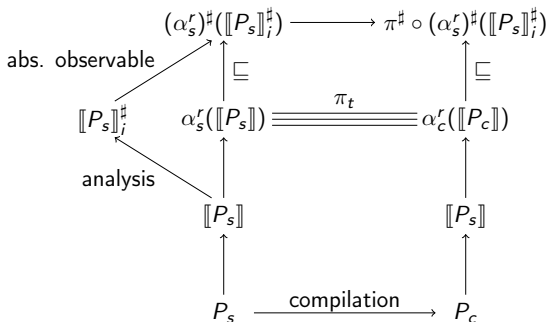 (α_s^r)^♯(⟦P_s⟧_i^♯) ⟶ π^♯ ∘ (α_s^r)^♯(⟦P_s⟧_i^♯)
abs. observable
⊑ ⊑
π_t
⟦P_s⟧_i^♯ α_s^r(⟦P_s⟧) α_c^r(⟦P_c⟧)
analysis
⟦P_s⟧ ⟦P_s⟧
compilation
P_s P_c